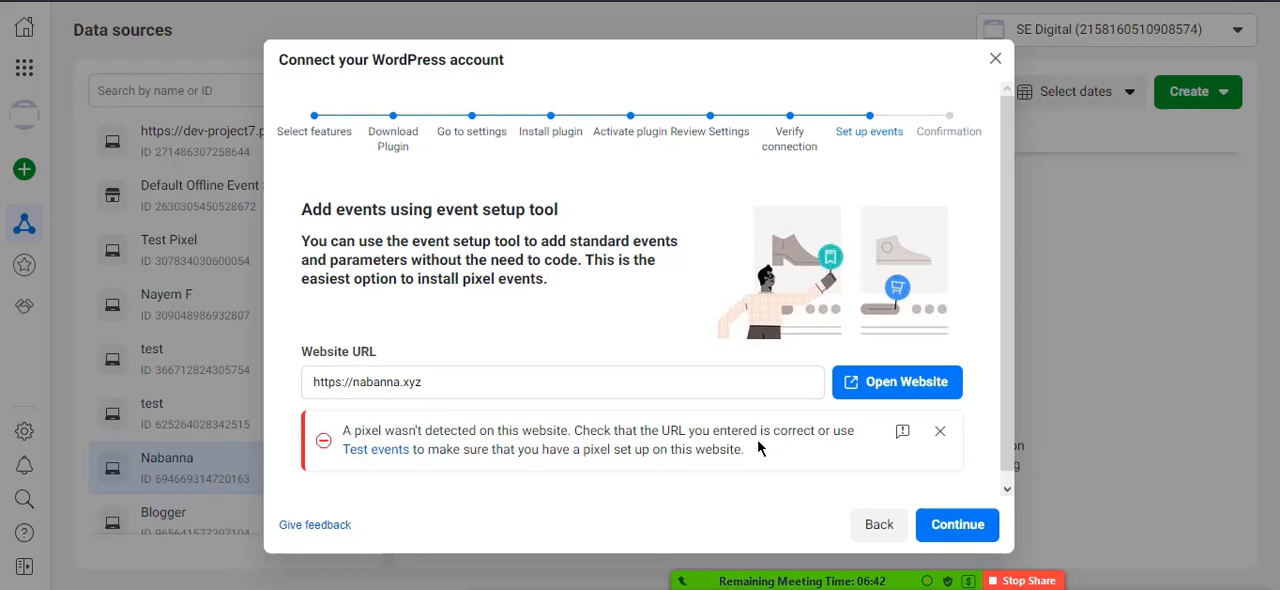 Data sources
SE Digital (2158160510908574)
Search by name or ID
Select dates
Create
https://dev-project7.p
ID 271486307258644
Default Offline Event
ID 2630305450528672
Test Pixel
ID 307834030600054
Nayem F
ID 309048986932807
test
ID 366712824305754
test
ID 625264028342515
Nabanna
ID 694669314720163
Blogger
Connect your WordPress account
Select features
Download Plugin
Go to settings
Install plugin
Activate plugin
Review Settings
Verify connection
Set up events
Confirmation
Add events using event setup tool
You can use the event setup tool to add standard events
and parameters without the need to code. This is the
easiest option to install pixel events.
Website URL
https://nabanna.xyz
Open Website
A pixel wasn't detected on this website. Check that the URL you entered is correct or use
Test events to make sure that you have a pixel set up on this website.
Give feedback
Back
Continue
Remaining Meeting Time: 06:42
Stop Share